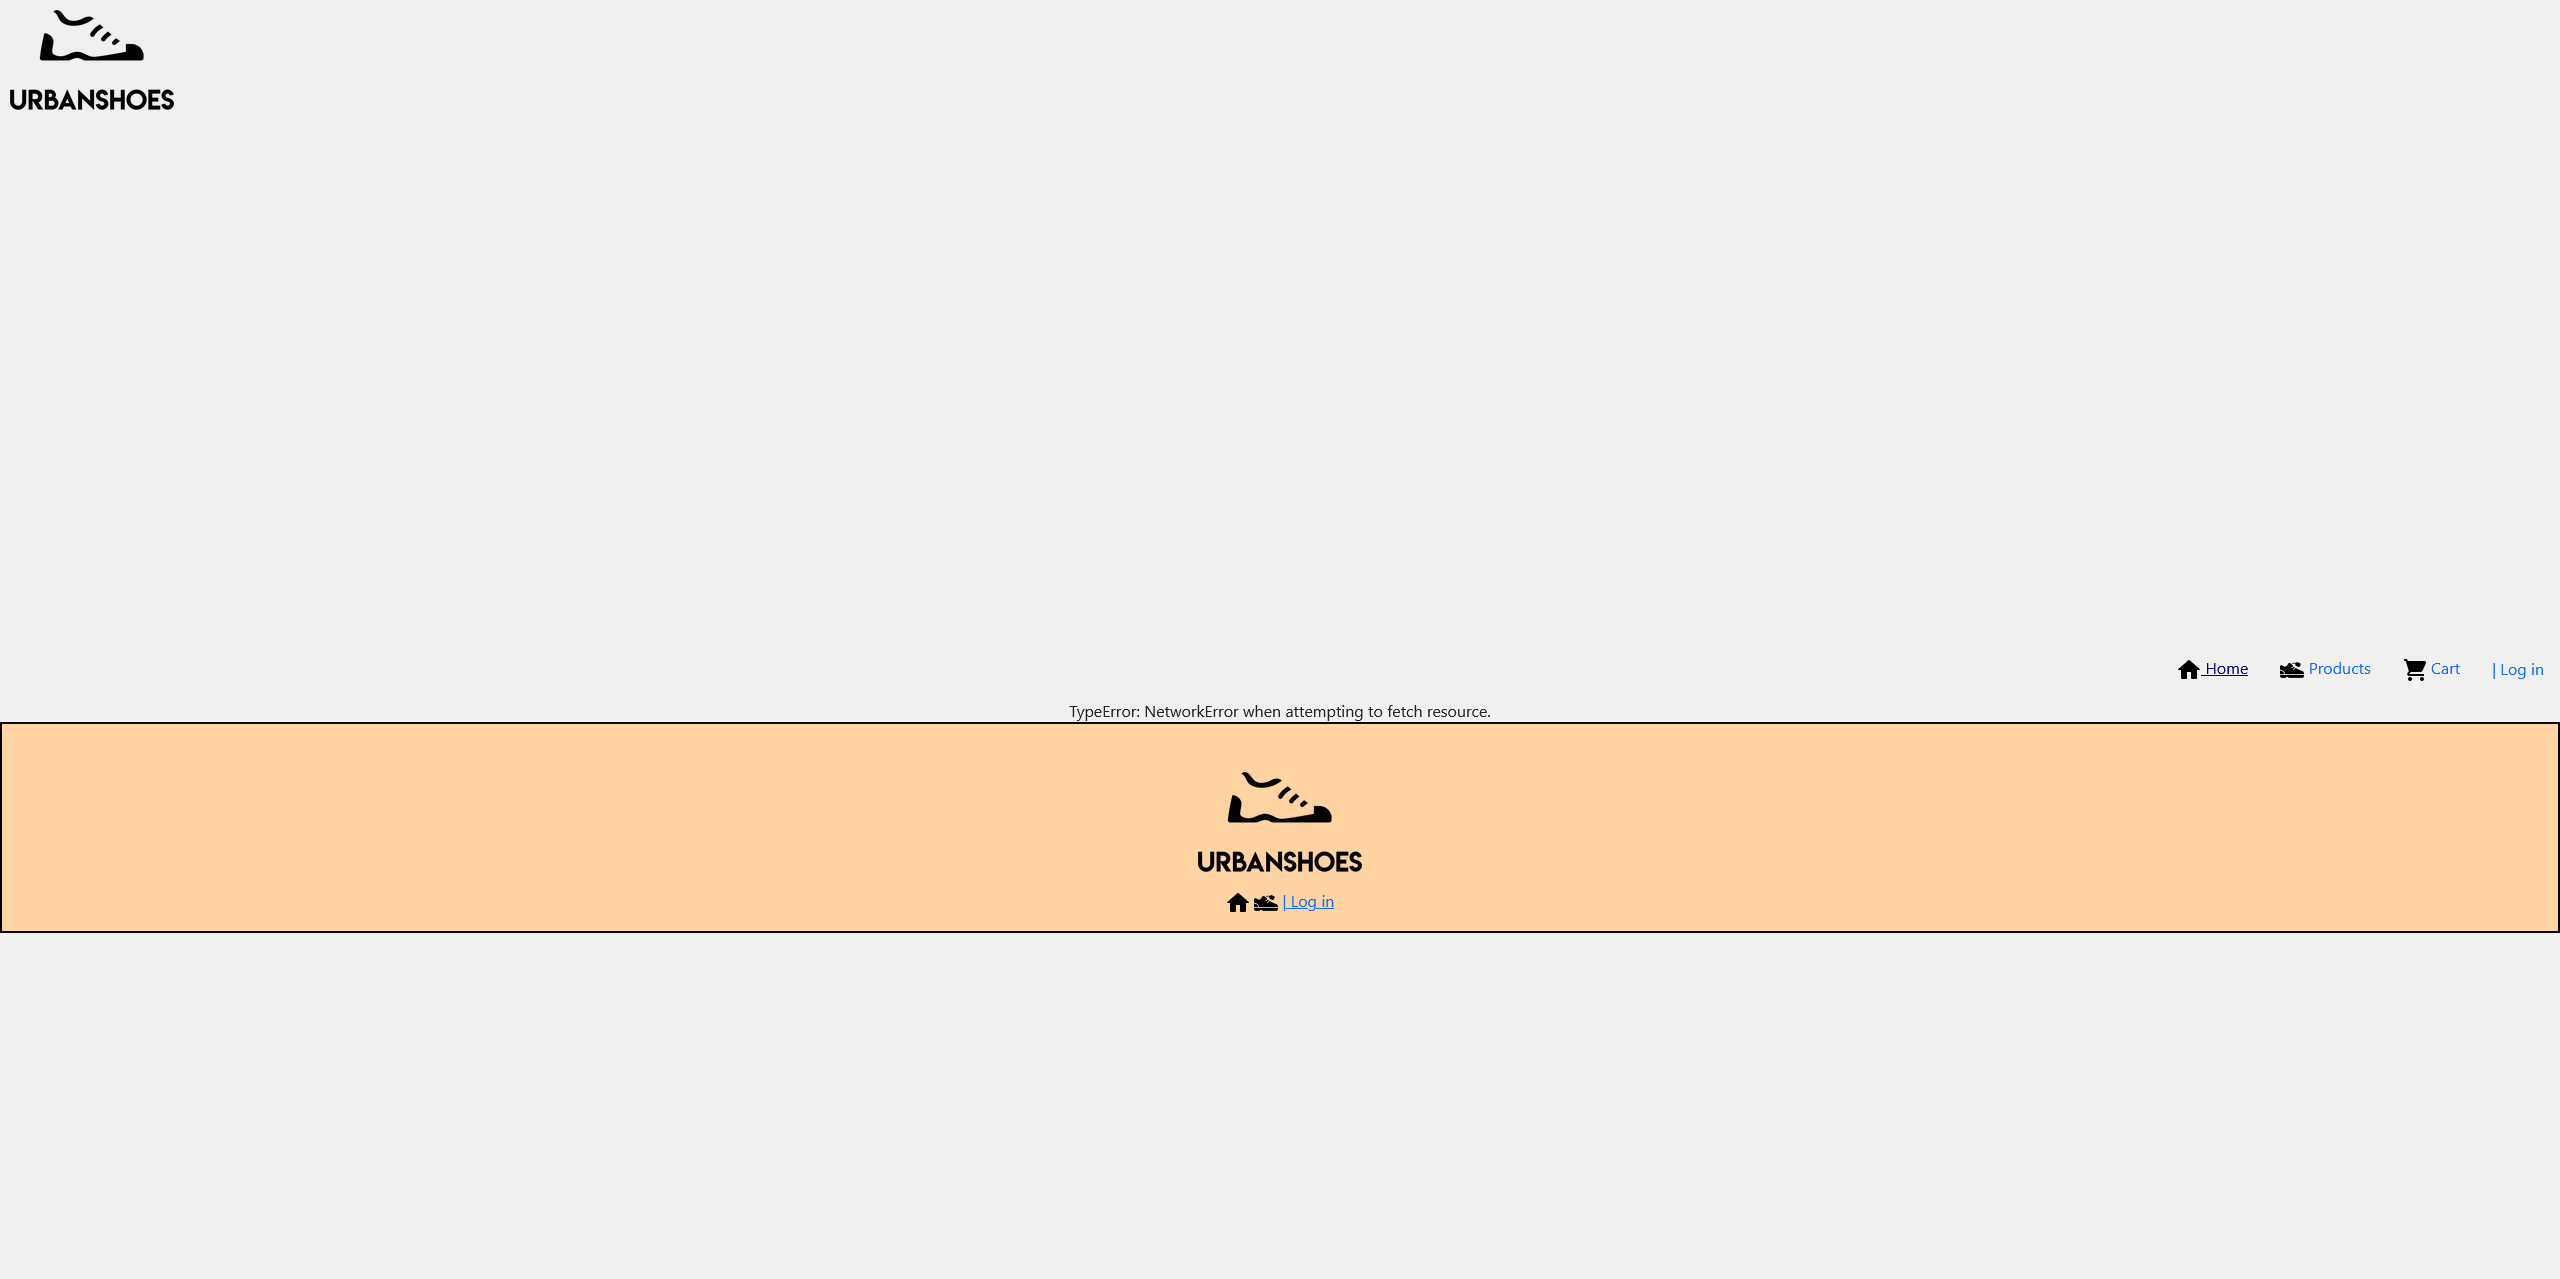 URBANSHOES
Home Products Cart | Log in
TypeError: NetworkError when attempting to fetch resource.
URBANSHOES
| Log in